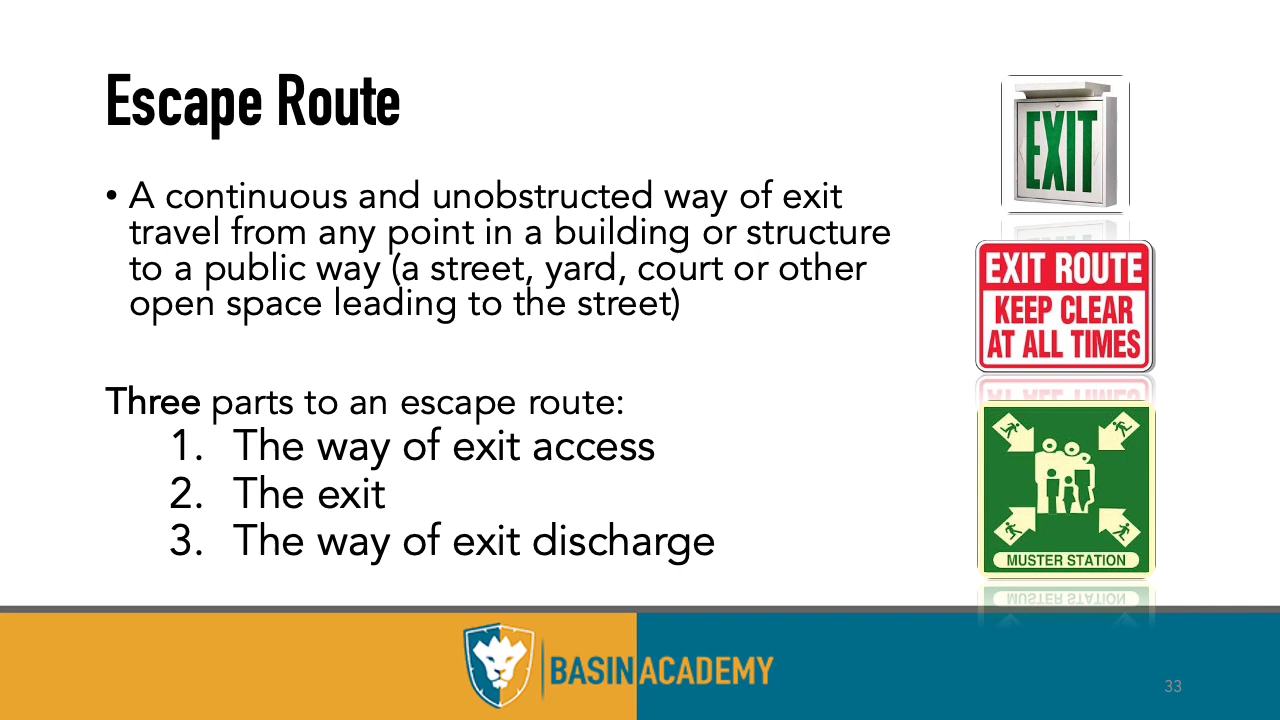 Escape Route
• A continuous and unobstructed way of exit
travel from any point in a building or structure
to a public way (a street, yard, court or other
open space leading to the street)
Three parts to an escape route:
1. The way of exit access
2. The exit
3. The way of exit discharge
EXIT
EXIT ROUTE
KEEP CLEAR
AT ALL TIMES
MUSTER STATION
BASIN ACADEMY
33